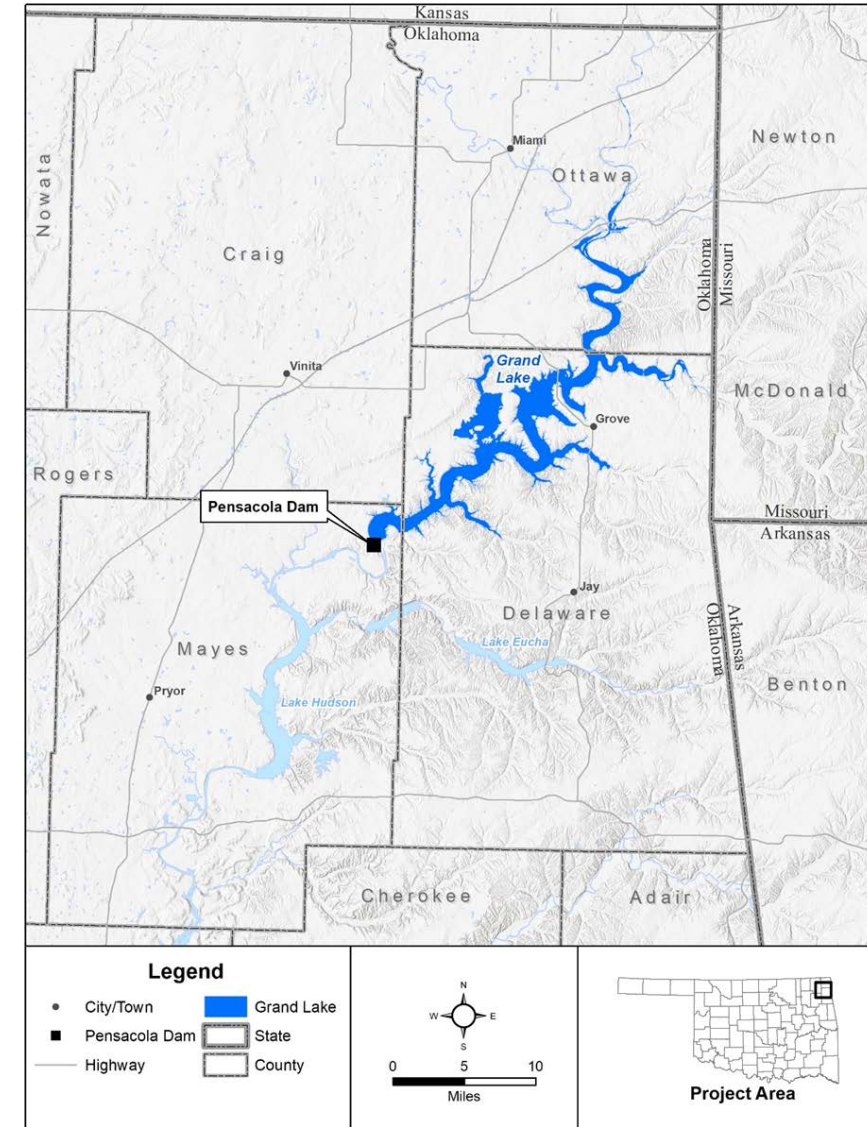 Kansas
Oklahoma
Nowata
Miami
Newton
Ottawa
Craig
Oklahoma
Missouri
Grand
Lake
Vinita
McDonald
Grove
Rogers
Pensacola Dam
Missouri
Arkansas
Jay
Delaware
Arkansas
Oklahoma
Mayes
Lake Eucha
Benton
Pryor
Lake Hudson
Cherokee
Adair
Legend
City/Town
Grand Lake
Pensacola Dam
State
Highway
County
N
W
E
S
0 5 10
Miles
Project Area